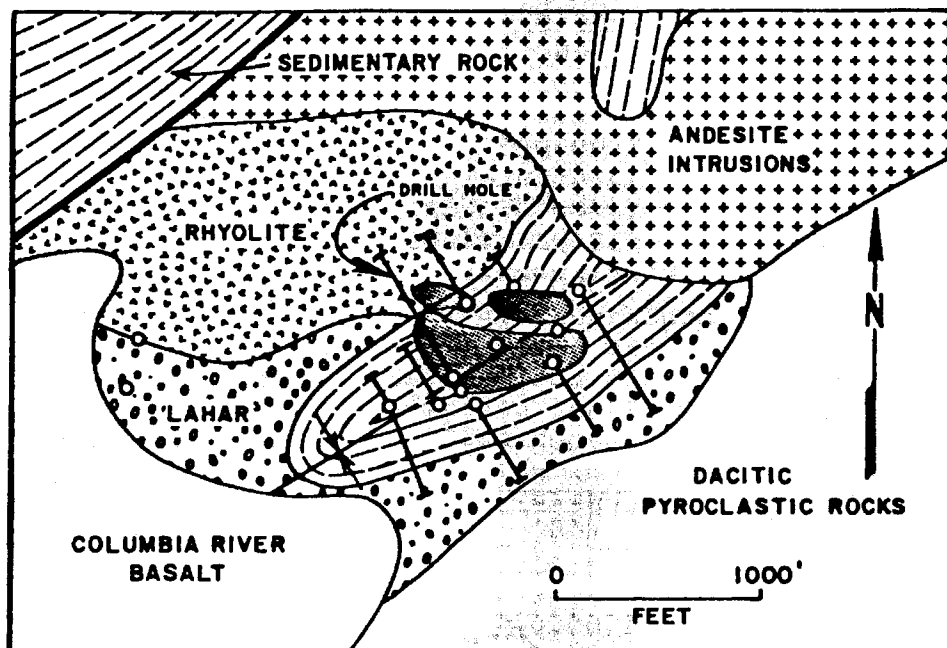 SEDIMENTARY ROCK
ANDESITE
INTRUSIONS
DRILL HOLE
RHYOLITE
N
LAHAR
DACITIC
PYROCLASTIC ROCKS
COLUMBIA RIVER
BASALT
0 1000'
FEET